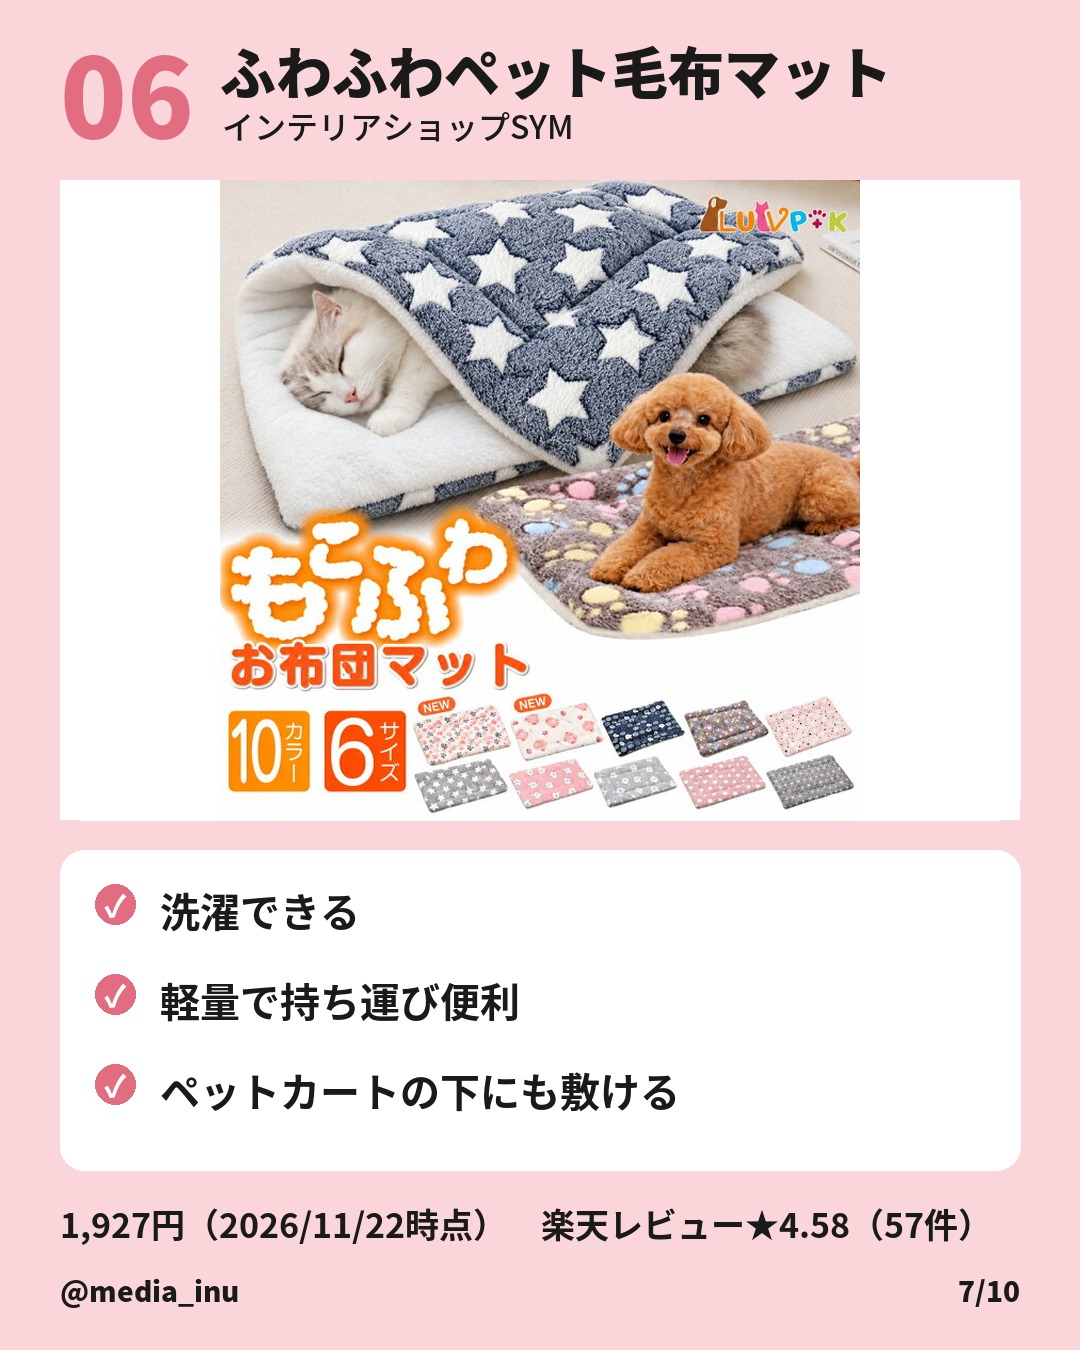 06
ふわふわペット毛布マット
インテリアショップSYM
LUVPOK
もこふわ
お布団マット
10カラー
6サイズ
NEW
NEW
洗濯できる
軽量で持ち運び便利
ペットカートの下にも敷ける
1,927円（2026/11/22時点） 楽天レビュー★4.58（57件）
@media_inu
7/10